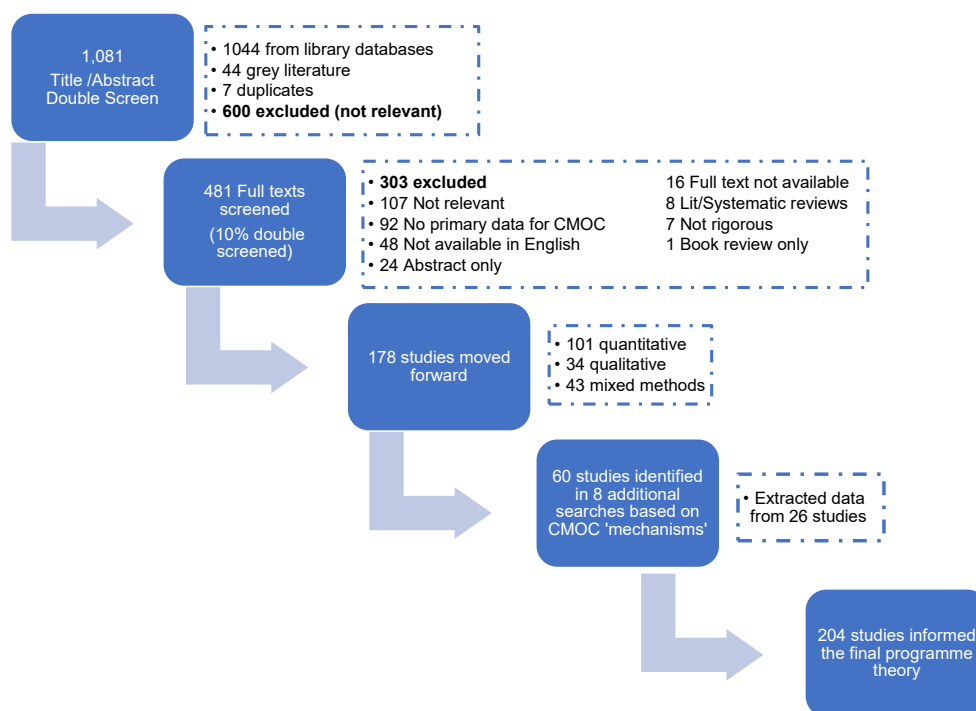 1,081
Title /Abstract
Double Screen
• 1044 from library databases
• 44 grey literature
• 7 duplicates
• 600 excluded (not relevant)
481 Full texts
screened
(10% double
screened)
• 303 excluded
• 107 Not relevant
• 92 No primary data for CMOC
• 48 Not available in English
• 24 Abstract only
16 Full text not available
8 Lit/Systematic reviews
7 Not rigorous
1 Book review only
178 studies moved
forward
• 101 quantitative
• 34 qualitative
• 43 mixed methods
60 studies identified
in 8 additional
searches based on
CMOC 'mechanisms'
• Extracted data
from 26 studies
204 studies informed
the final programme
theory